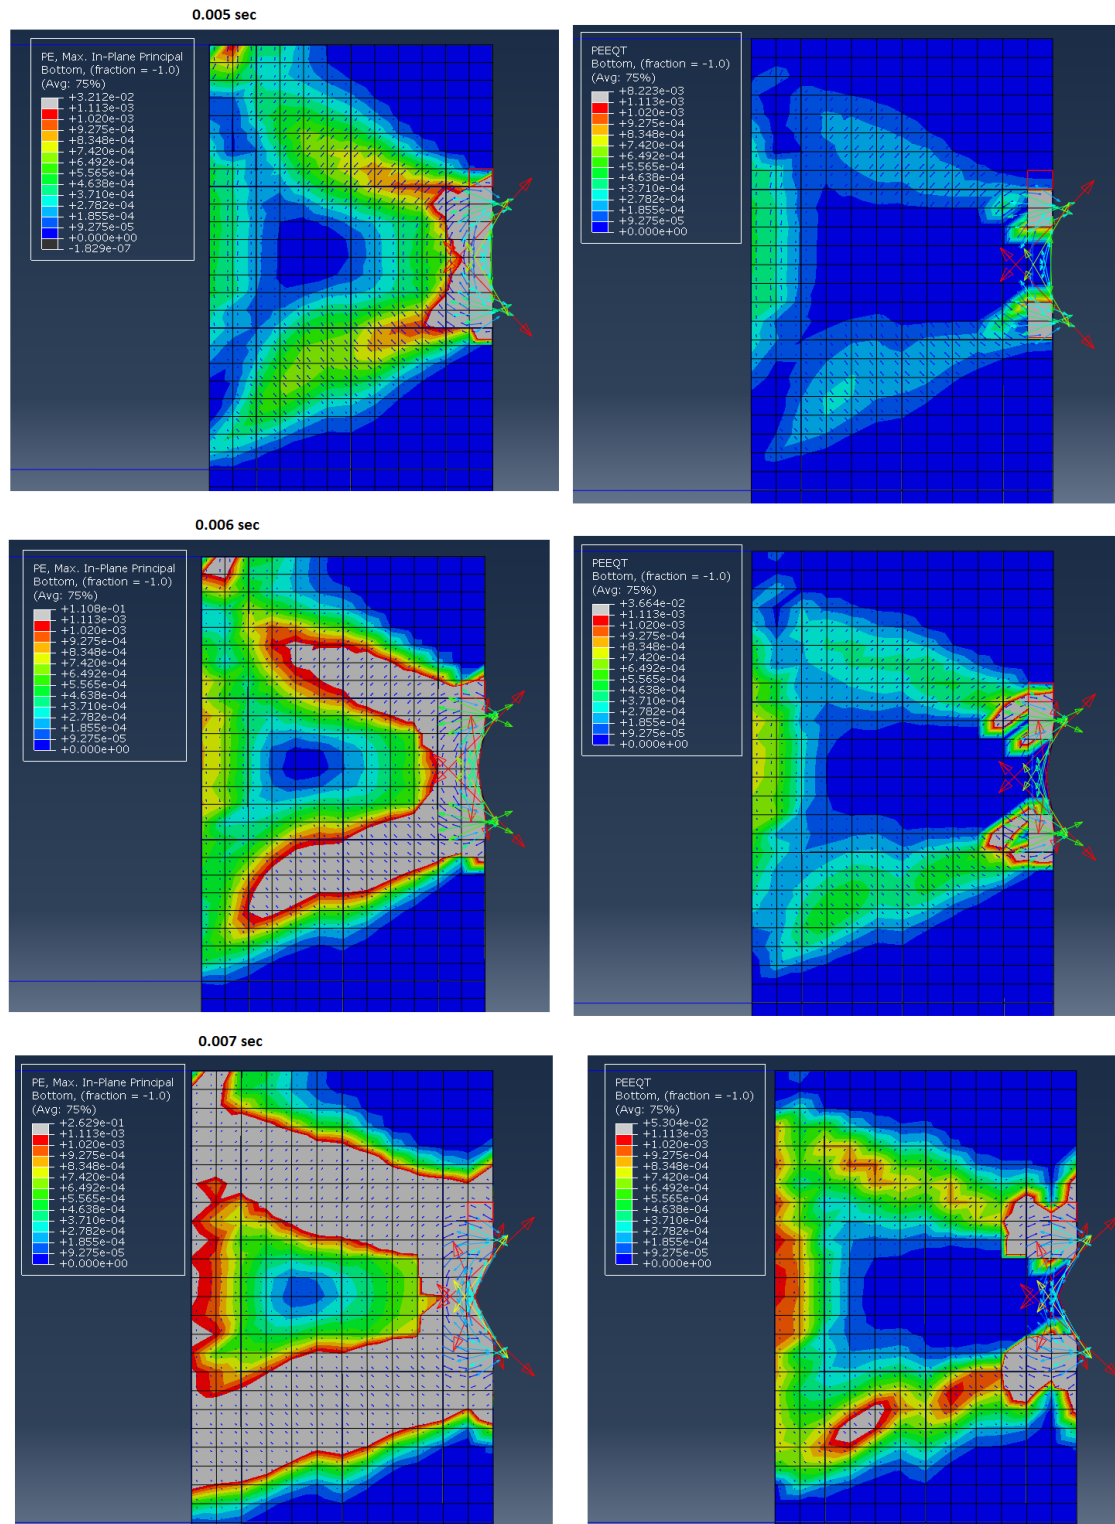 0.005 sec
PE, Max. In-Plane Principal
Bottom, (fraction = -1.0)
(Avg: 75%)
+3.212e-02
+1.113e-03
+1.020e-03
+9.275e-04
+8.348e-04
+7.420e-04
+6.492e-04
+5.565e-04
+4.638e-04
+3.710e-04
+2.782e-04
+1.855e-04
+9.275e-05
+0.000e+00
-1.829e-07
PEEQT
Bottom, (fraction = -1.0)
(Avg: 75%)
+8.223e-03
+1.113e-03
+1.020e-03
+9.275e-04
+8.348e-04
+7.420e-04
+6.492e-04
+5.565e-04
+4.638e-04
+3.710e-04
+2.782e-04
+1.855e-04
+9.275e-05
+0.000e+00
0.006 sec
PE, Max. In-Plane Principal
Bottom, (fraction = -1.0)
(Avg: 75%)
+1.108e-01
+1.113e-03
+1.020e-03
+9.275e-04
+8.348e-04
+7.420e-04
+6.492e-04
+5.565e-04
+4.638e-04
+3.710e-04
+2.782e-04
+1.855e-04
+9.275e-05
+0.000e+00
PEEQT
Bottom, (fraction = -1.0)
(Avg: 75%)
+3.664e-02
+1.113e-03
+1.020e-03
+9.275e-04
+8.348e-04
+7.420e-04
+6.492e-04
+5.565e-04
+4.638e-04
+3.710e-04
+2.782e-04
+1.855e-04
+9.275e-05
+0.000e+00
0.007 sec
PE, Max. In-Plane Principal
Bottom, (fraction = -1.0)
(Avg: 75%)
+2.629e-01
+1.113e-03
+1.020e-03
+9.275e-04
+8.348e-04
+7.420e-04
+6.492e-04
+5.565e-04
+4.638e-04
+3.710e-04
+2.782e-04
+1.855e-04
+9.275e-05
+0.000e+00
PEEQT
Bottom, (fraction = -1.0)
(Avg: 75%)
+5.304e-02
+1.113e-03
+1.020e-03
+9.275e-04
+8.348e-04
+7.420e-04
+6.492e-04
+5.565e-04
+4.638e-04
+3.710e-04
+2.782e-04
+1.855e-04
+9.275e-05
+0.000e+00